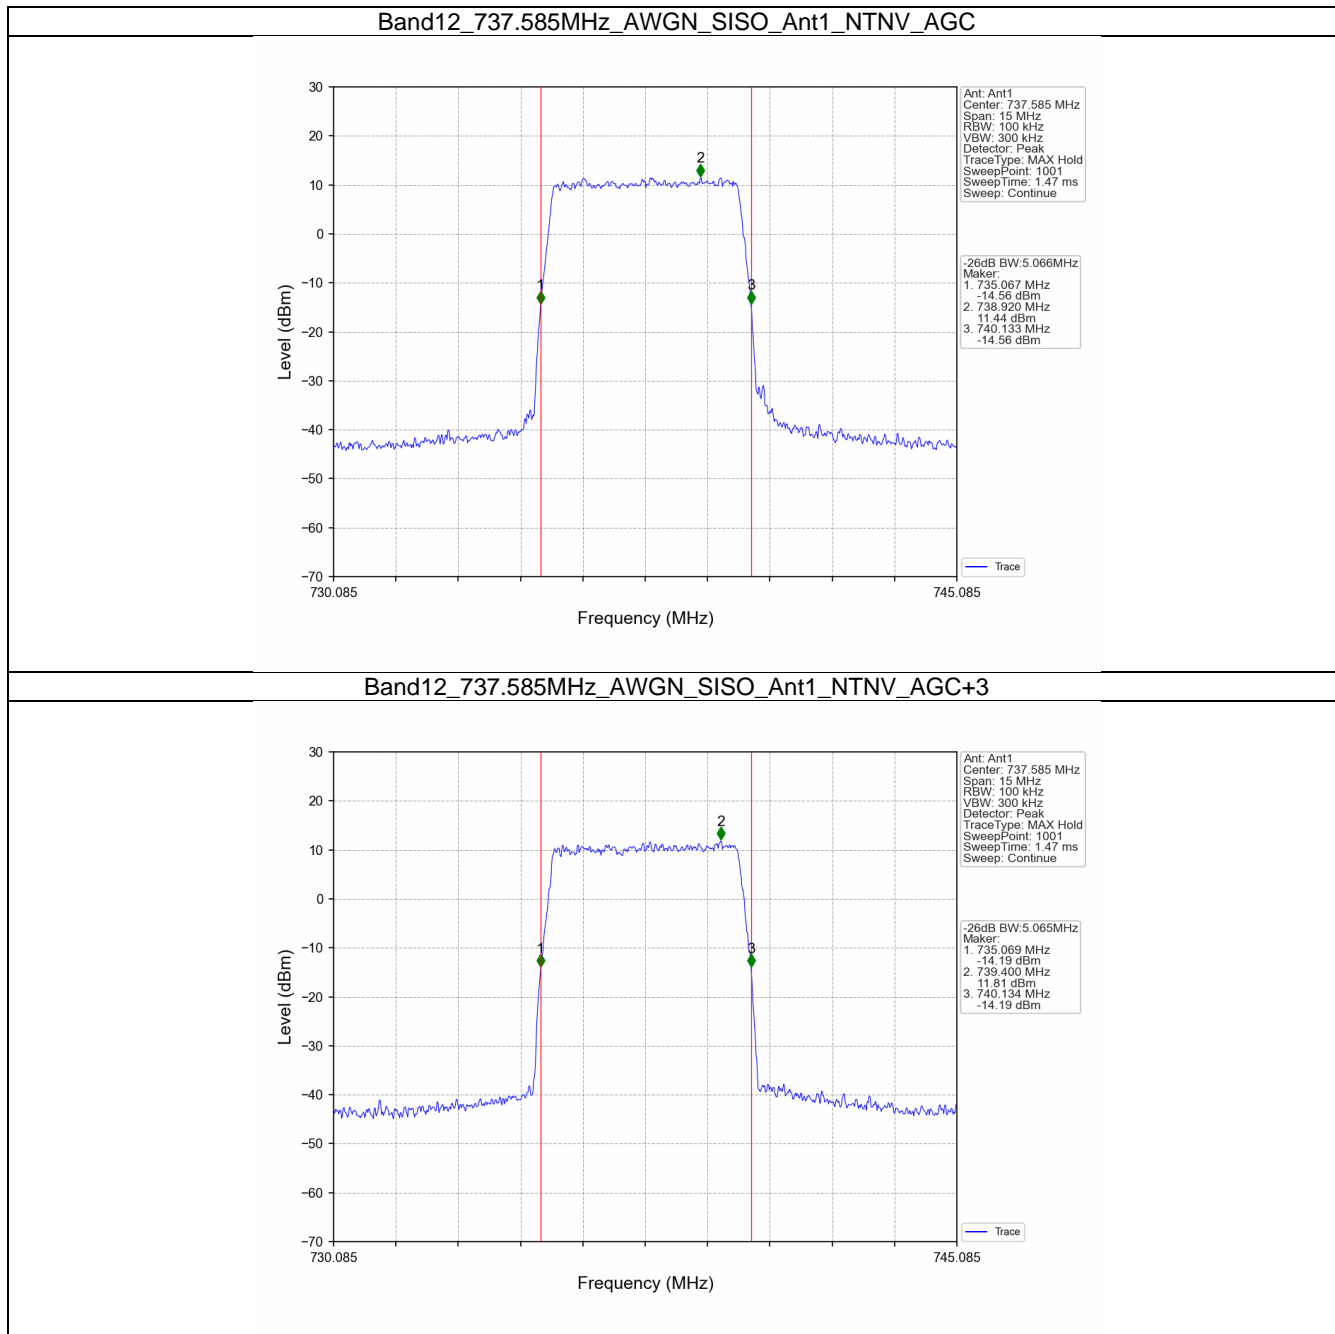 Band12_737.585MHz_AWGN_SISO_Ant1_NTNV_AGC
30
20
10
0
−10
−20
−30
−40
−50
−60
−70
Level (dBm)
1
2
3
730.085
745.085
Frequency (MHz)
Ant: Ant1
Center: 737.585 MHz
Span: 15 MHz
RBW: 100 kHz
VBW: 300 kHz
Detector: Peak
TraceType: MAX Hold
SweepPoint: 1001
SweepTime: 1.47 ms
Sweep: Continue
-26dB BW:5.066MHz
Maker:
1. 735.067 MHz
-14.56 dBm
2. 738.920 MHz
11.44 dBm
3. 740.133 MHz
-14.56 dBm
Trace
Band12_737.585MHz_AWGN_SISO_Ant1_NTNV_AGC+3
30
20
10
0
−10
−20
−30
−40
−50
−60
−70
Level (dBm)
1
2
3
730.085
745.085
Frequency (MHz)
Ant: Ant1
Center: 737.585 MHz
Span: 15 MHz
RBW: 100 kHz
VBW: 300 kHz
Detector: Peak
TraceType: MAX Hold
SweepPoint: 1001
SweepTime: 1.47 ms
Sweep: Continue
-26dB BW:5.065MHz
Maker:
1. 735.069 MHz
-14.19 dBm
2. 739.400 MHz
11.81 dBm
3. 740.134 MHz
-14.19 dBm
Trace